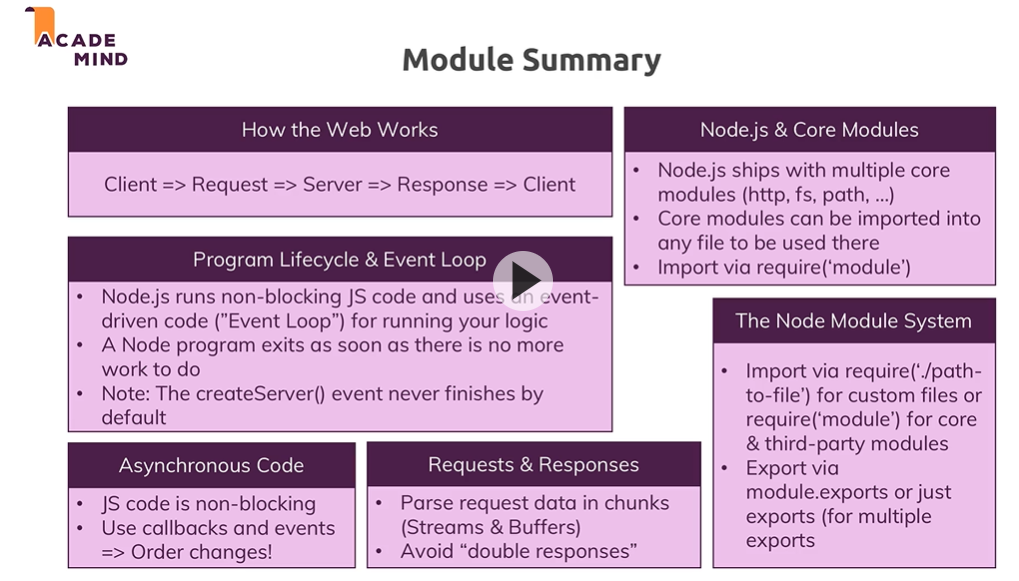 ACADE
MIND
Module Summary
How the Web Works
Client => Request => Server => Response => Client
Program Lifecycle & Event Loop
• Node.js runs non-blocking JS code and uses an event-
driven code (”Event Loop”) for running your logic
• A Node program exits as soon as there is no more
work to do
• Note: The createServer() event never finishes by
default
Asynchronous Code
• JS code is non-blocking
• Use callbacks and events
=> Order changes!
Requests & Responses
• Parse request data in chunks
(Streams & Buffers)
• Avoid “double responses”
Node.js & Core Modules
• Node.js ships with multiple core
modules (http, fs, path, …)
• Core modules can be imported into
any file to be used there
• Import via require(‘module’)
The Node Module System
• Import via require(‘./path-
to-file’) for custom files or
require(‘module’) for core
& third-party modules
• Export via
module.exports or just
exports (for multiple
exports